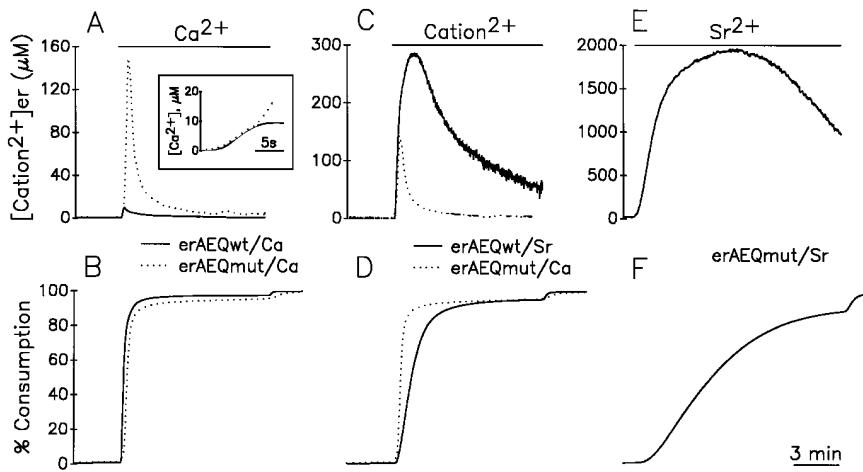 A
Ca2+
C
Cation2+
E
Sr2+
[Cation2+]er (μM)
160
120
80
40
0
[Ca2+], μM
20
10
0
5s
300
200
100
0
2000
1500
1000
500
0
erAEQwt/Ca
erAEQmut/Ca
erAEQwt/Sr
erAEQmut/Ca
erAEQmut/Sr
B
D
F
% Consumption
100
80
60
40
20
0
3 min